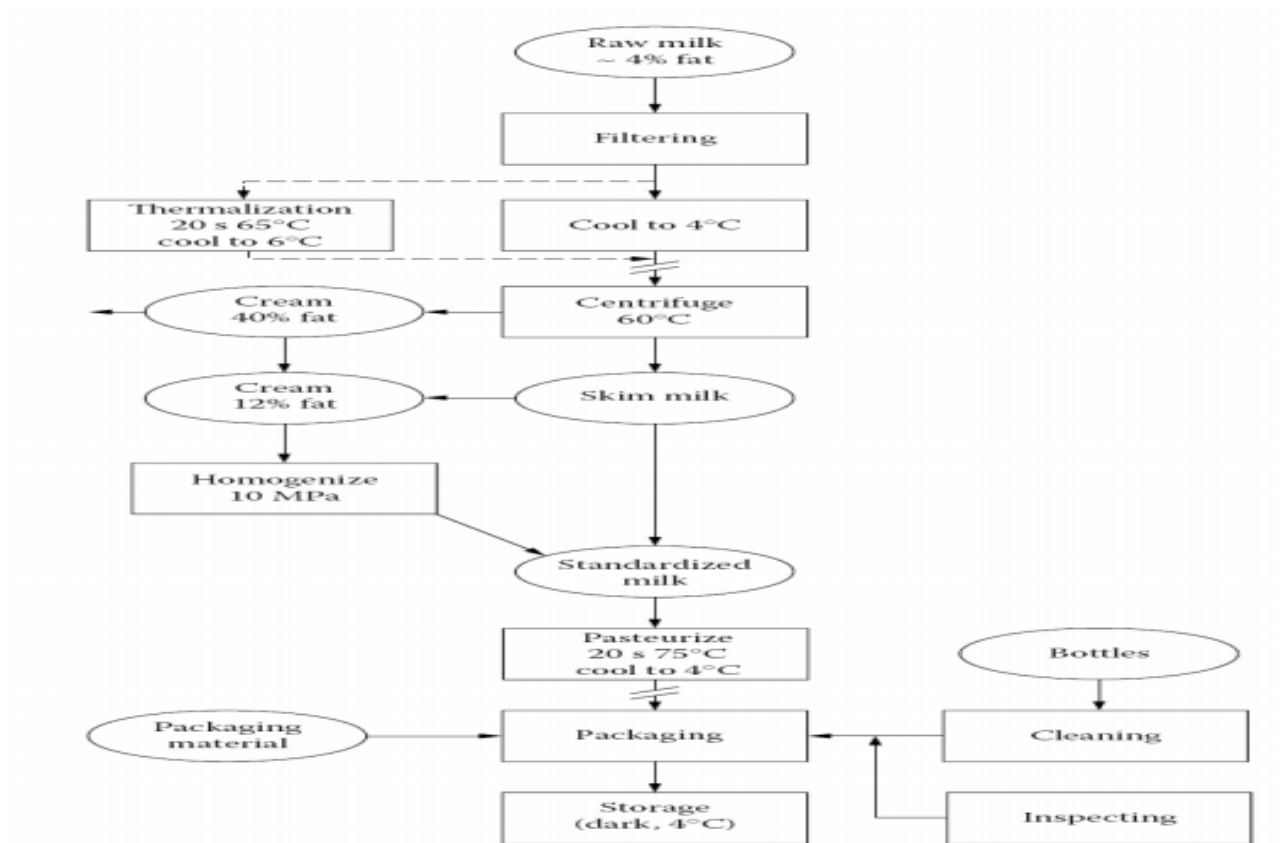 Raw milk
~ 4% fat
Filtering
Thermalization
20 s 65°C
cool to 6°C
Cool to 4°C
Cream
40% fat
Centrifuge
60°C
Cream
12% fat
Skim milk
Homogenize
10 MPa
Standardized
milk
Pasteurize
20 s 75°C
cool to 4°C
Bottles
Packaging
material
Packaging
Cleaning
Storage
(dark, 4°C)
Inspecting